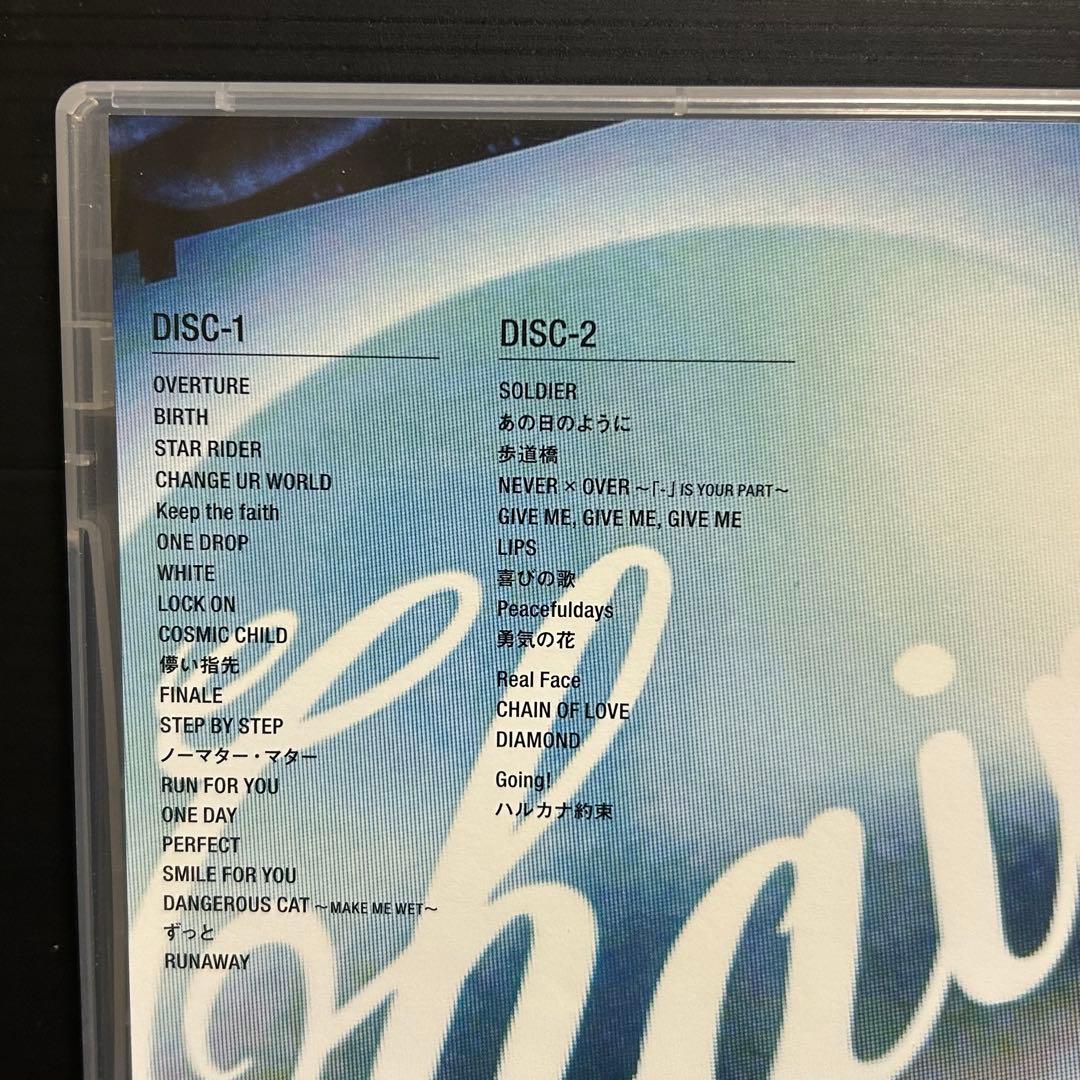 DISC-1
OVERTURE
BIRTH
STAR RIDER
CHANGE UR WORLD
Keep the faith
ONE DROP
WHITE
LOCK ON
COSMIC CHILD
儚い指先
FINALE
STEP BY STEP
ノーマター・マター
RUN FOR YOU
ONE DAY
PERFECT
SMILE FOR YOU
DANGEROUS CAT ～MAKE ME WET～
ずっと
RUNAWAY
DISC-2
SOLDIER
あの日のように
歩道橋
NEVER × OVER ～「-」IS YOUR PART～
GIVE ME, GIVE ME, GIVE ME
LIPS
喜びの歌
Peacefuldays
勇気の花
Real Face
CHAIN OF LOVE
DIAMOND
Going!
ハルカナ約束